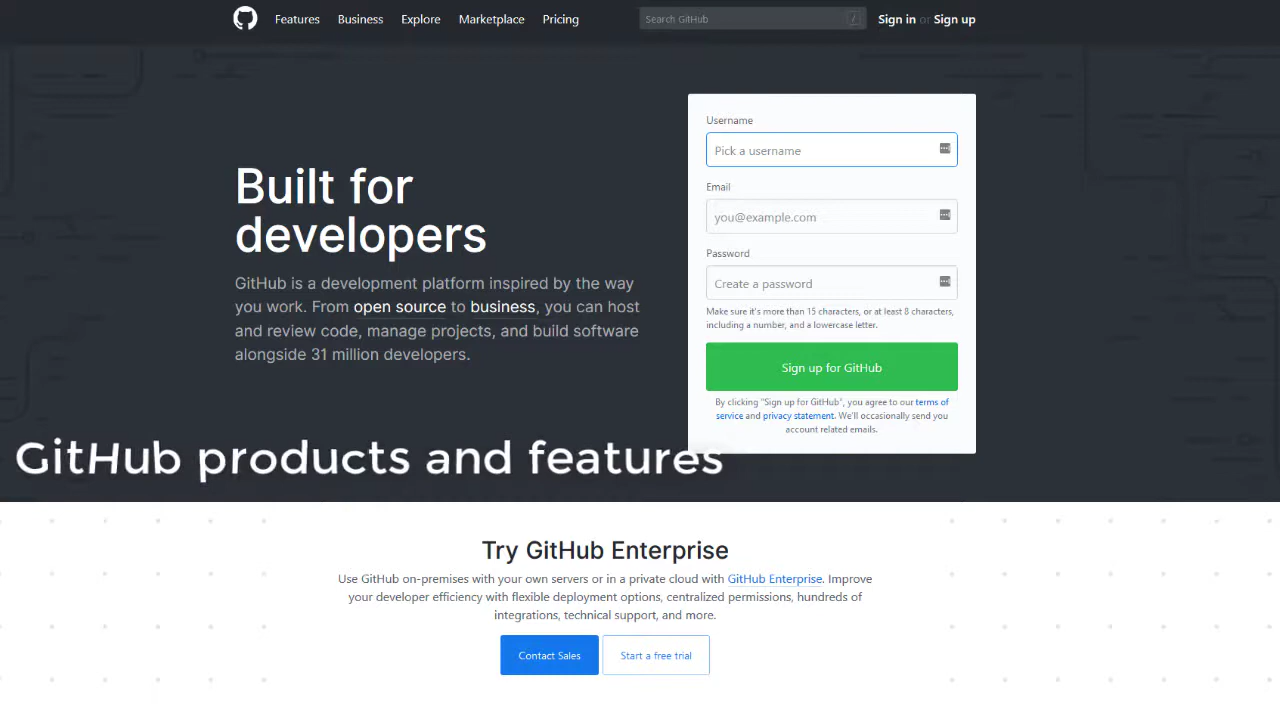 Features Business Explore Marketplace Pricing Search GitHub / Sign in or Sign up
Username
Pick a username
Email
you@example.com
Password
Create a password
Make sure it's more than 15 characters, or at least 8 characters,
including a number, and a lowercase letter.
Sign up for GitHub
By clicking "Sign up for GitHub", you agree to our terms of
service and privacy statement. We'll occasionally send you
account related emails.
Built for
developers
GitHub is a development platform inspired by the way
you work. From open source to business, you can host
and review code, manage projects, and build software
alongside 31 million developers.
GitHub products and features
Try GitHub Enterprise
Use GitHub on-premises with your own servers or in a private cloud with GitHub Enterprise. Improve
your developer efficiency with flexible deployment options, centralized permissions, hundreds of
integrations, technical support, and more.
Contact Sales Start a free trial